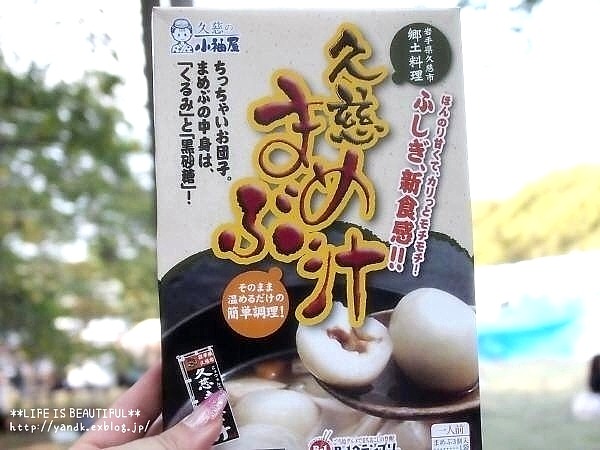 久慈の
小袖屋
岩手県久慈市
郷土料理
久慈
まめぶ汁
ほんのり甘くて、カリっとモチモチ!
ふしぎ、新食感!!
ちっちゃいお団子。
まめぶの中身は、
「くるみ」と「黒砂糖」!
そのまま
温めるだけの
簡単調理!
久慈ま
一人前
**LIFE IS BEAUTIFUL**
http://yandk.exblog.jp/